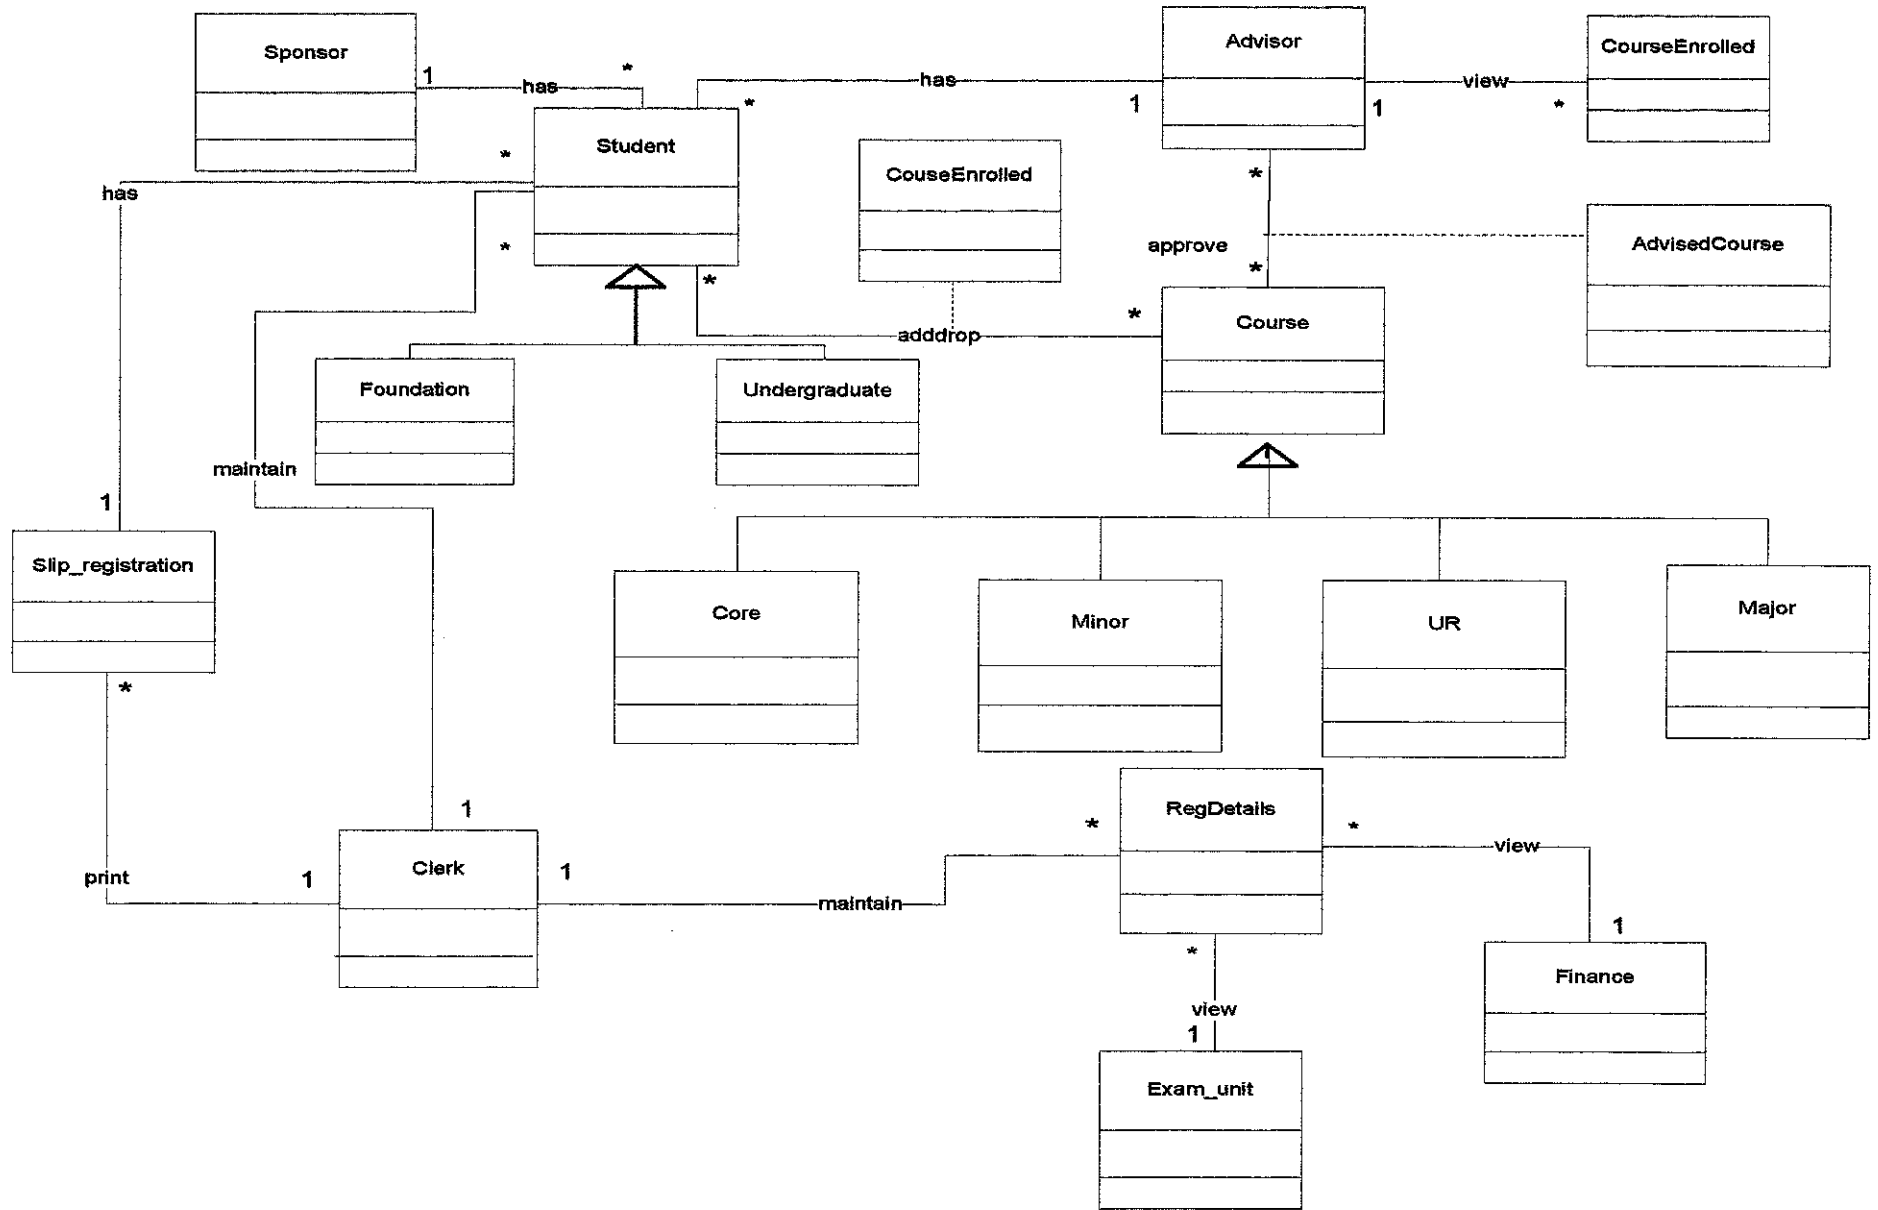 Sponsor
1
has
*
Student
*
has
*
has
1
Advisor
1
view
*
CourseEnrolled
CouseEnrolled
*
approve
*
AdvisedCourse
*
*
adddrop
*
Course
Foundation
Undergraduate
maintain
1
Slip_registration
*
Core
Minor
UR
Major
print
1
1
Clerk
1
maintain
*
RegDetails
*
view
1
Finance
*
view
1
Exam_unit